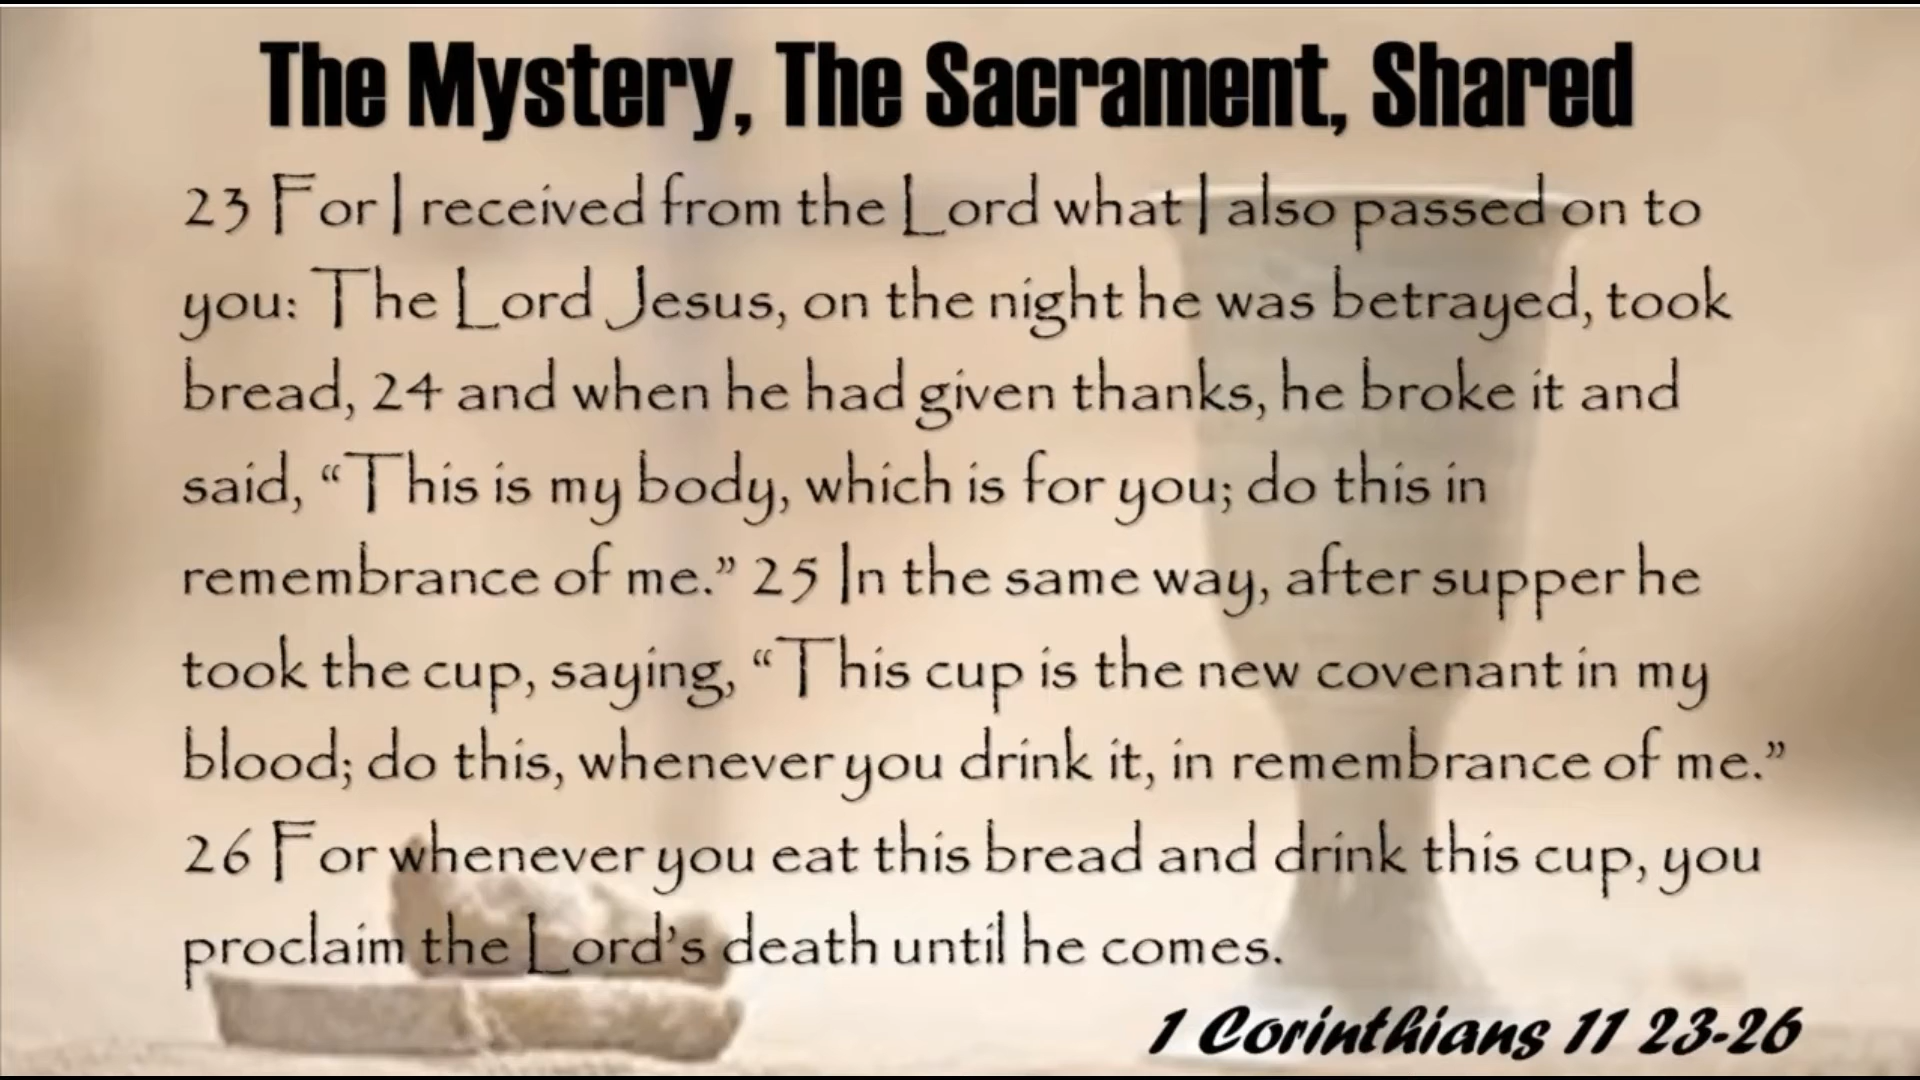 The Mystery, The Sacrament, Shared
23 For I received from the Lord what I also passed on to
you: The Lord Jesus, on the night he was betrayed, took
bread, 24 and when he had given thanks, he broke it and
said, “This is my body, which is for you; do this in
remembrance of me.” 25 In the same way, after supper he
took the cup, saying, “This cup is the new covenant in my
blood; do this, whenever you drink it, in remembrance of me.”
26 For whenever you eat this bread and drink this cup, you
proclaim the Lord’s death until he comes.
1 Corinthians 11 23-26